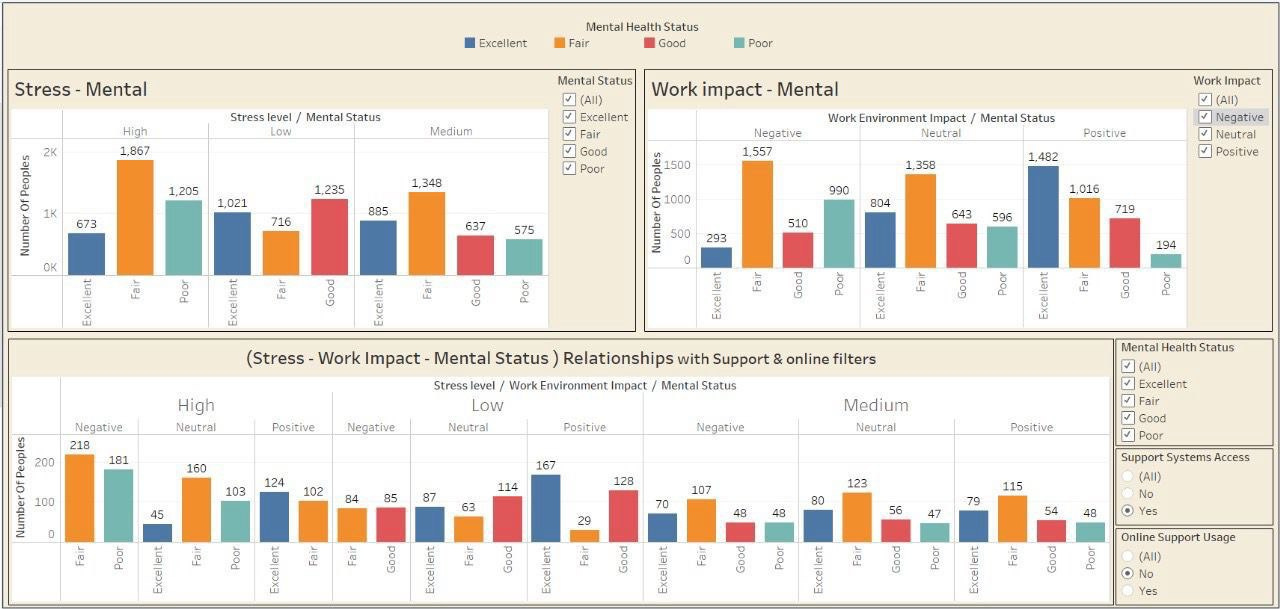 Mental Health Status
Excellent Fair Good Poor
Stress - Mental
Mental Status
(All)
Excellent
Fair
Good
Poor
Stress level / Mental Status
High Low Medium
Number Of Peoples
2K
1K
0K
673 1,867 1,205 1,021 716 1,235 885 1,348 637 575
Excellent Fair Poor Excellent Fair Good Excellent Fair Good Poor
Work impact - Mental
Work Impact
(All)
Negative
Neutral
Positive
Work Environment Impact / Mental Status
Negative Neutral Positive
Number Of Peoples
1500
1000
500
0
293 1,557 510 990 804 1,358 643 596 1,482 1,016 719 194
Excellent Fair Good Poor Excellent Fair Good Poor Excellent Fair Good Poor
(Stress - Work Impact - Mental Status ) Relationships with Support & online filters
Stress level / Work Environment Impact / Mental Status
High Low Medium
Negative Neutral Positive Negative Neutral Positive Negative Neutral Positive
Number Of Peoples
200
100
0
218 181 45 160 103 124 102 84 85 87 63 114 167 29 128 70 107 48 48 80 123 56 47 79 115 54 48
Fair Poor Excellent Fair Poor Excellent Fair Fair Good Excellent Fair Good Excellent Fair Good Excellent Fair Good Poor Excellent Fair Good Poor Excellent Fair Good Poor
Mental Health Status
(All)
Excellent
Fair
Good
Poor
Support Systems Access
(All)
No
Yes
Online Support Usage
(All)
No
Yes